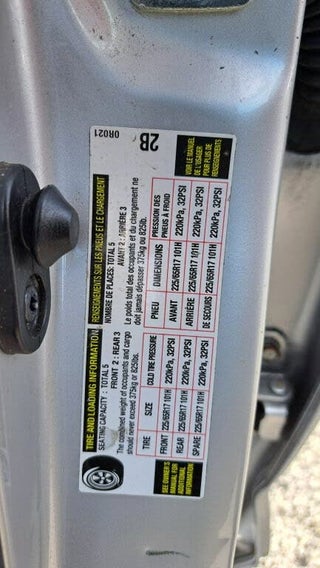 TIRE AND LOADING INFORMATION
SEATING CAPACITY : TOTAL 5
FRONT 2 : REAR 3
The combined weight of occupants and cargo
should never exceed 375kg or 825lbs.
TIRE SIZE COLD TIRE PRESSURE
FRONT 225/65R17 101H 220kPa, 32PSI
REAR 225/65R17 101H 220kPa, 32PSI
SPARE 225/65R17 101H 220kPa, 32PSI
SEE OWNER'S
MANUAL FOR
ADDITIONAL
INFORMATION
RENSEIGNEMENTS SUR LES PNEUS ET LE CHARGEMENT
NOMBRE DE PLACES: TOTAL 5
AVANT 2 : ARRIÈRE 3
Le poids total des occupants et du chargement ne
doit jamais dépasser 375kg ou 825lb.
PNEU DIMENSIONS PRESSION DES
PNEUS À FROID
AVANT 225/65R17 101H 220kPa, 32PSI
ARRIÈRE 225/65R17 101H 220kPa, 32PSI
DE SECOURS 225/65R17 101H 220kPa, 32PSI
VOIR LE MANUEL
DE L'USAGER
POUR PLUS DE
RENSEIGNEMENTS
2B
0R021